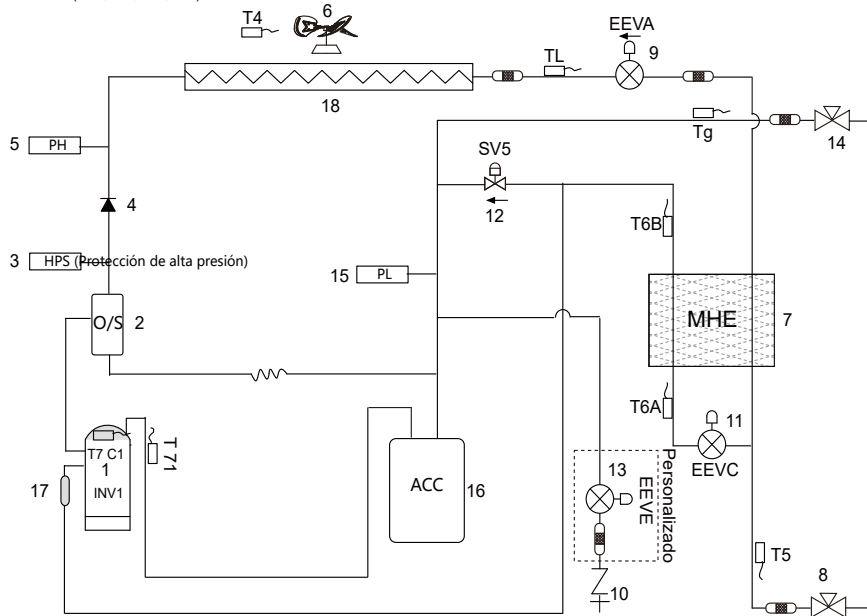 T4
6
EEVA
TL
9
18
5 PH
Tg
14
SV5
4
12
T6B
3 HPS (Protección de alta presión)
15 PL
MHE 7
O/S 2
T6A
11
T 71
T7 C1
1
INV1
17
ACC 16
13
EEVE
Personalizado
EEVC
T5
10
8